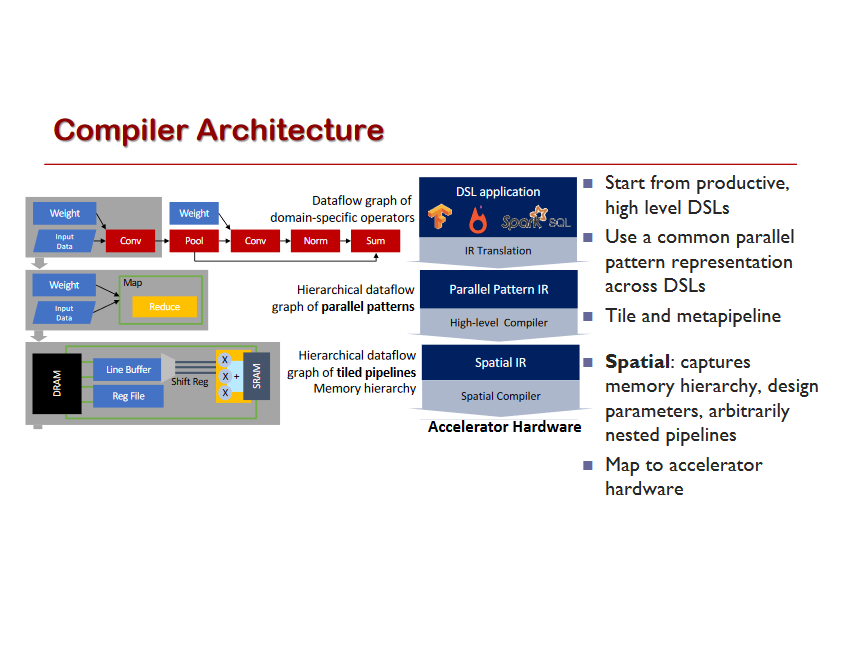 Compiler Architecture
Weight
Input
Data
Conv
Weight
Pool
Conv
Norm
Sum
Dataflow graph of
domain-specific operators
DSL application
Spark SQL
IR Translation
Weight
Input
Data
Map
Reduce
Hierarchical dataflow
graph of parallel patterns
Parallel Pattern IR
High-level Compiler
DRAM
Line Buffer
Reg File
Shift Reg
X
X
+
X
SRAM
Hierarchical dataflow
graph of tiled pipelines
Memory hierarchy
Spatial IR
Spatial Compiler
Accelerator Hardware
■ Start from productive,
high level DSLs
■ Use a common parallel
pattern representation
across DSLs
■ Tile and metapipeline
■ Spatial: captures
memory hierarchy, design
parameters, arbitrarily
nested pipelines
■ Map to accelerator
hardware